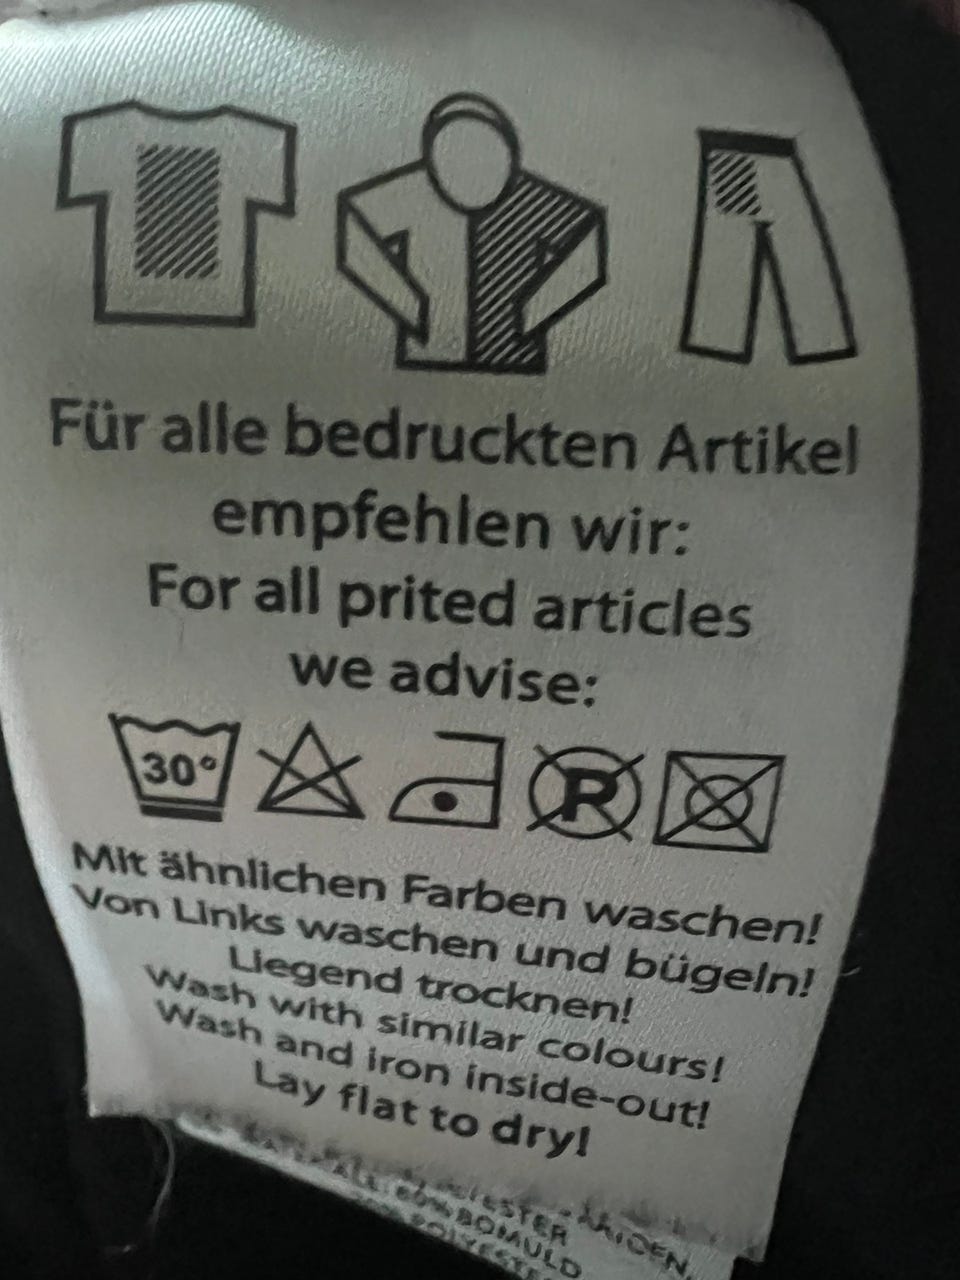 Für alle bedruckten Artikel
empfehlen wir:
For all prited articles
we advise:
30°
R
Mit ähnlichen Farben waschen!
Von Links waschen und bügeln!
Liegend trocknen!
Wash with similar colours!
Wash and iron inside-out!
Lay flat to dry!
BOMULD